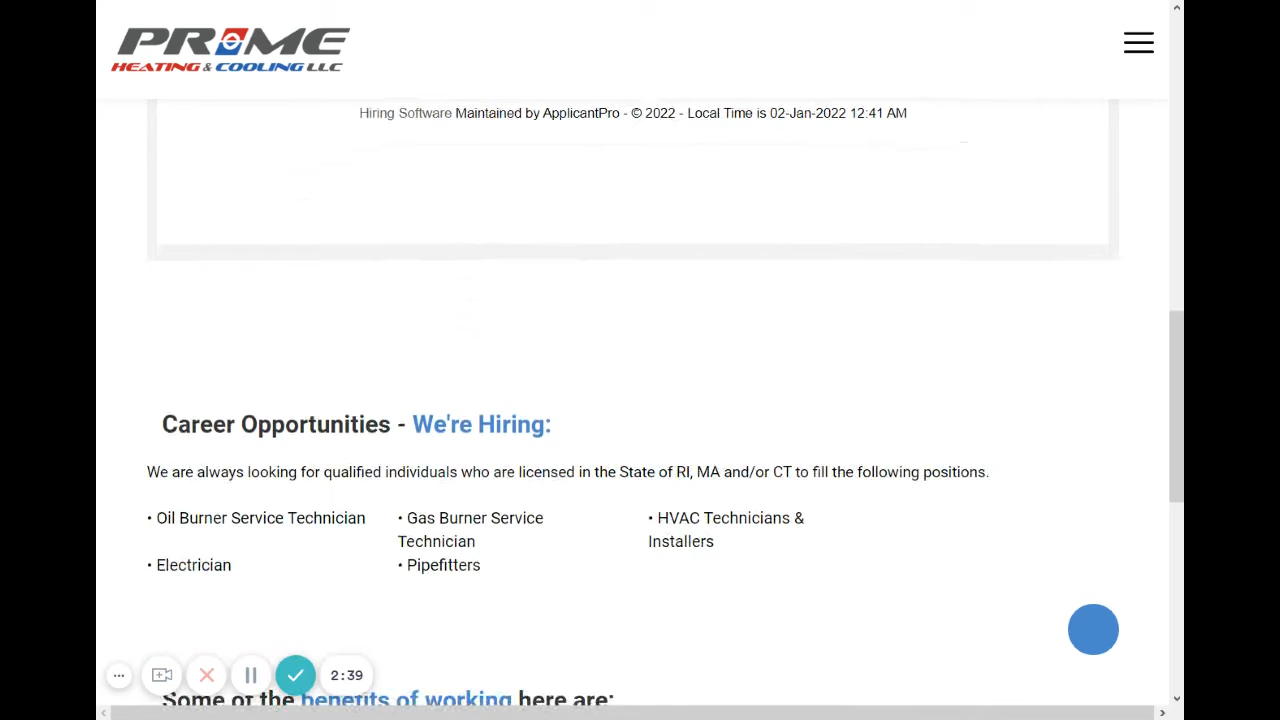 PRIME
HEATING & COOLING LLC
Hiring Software Maintained by ApplicantPro - © 2022 - Local Time is 02-Jan-2022 12:41 AM
Career Opportunities - We're Hiring:
We are always looking for qualified individuals who are licensed in the State of RI, MA and/or CT to fill the following positions.
• Oil Burner Service Technician
• Electrician
• Gas Burner Service
Technician
• Pipefitters
• HVAC Technicians &
Installers
2:39
Some of the benefits of working here are: